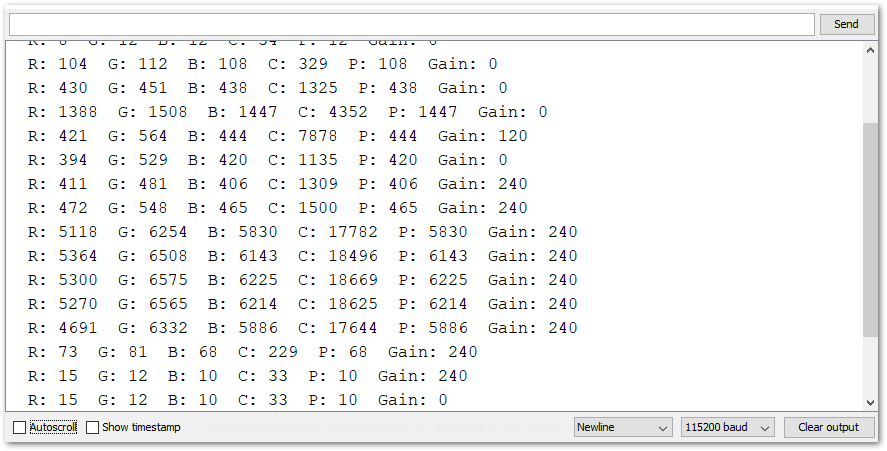 Send
R: 0  G: 12  B: 12  C: 34  P: 12  Gain: 0
R: 104  G: 112  B: 108  C: 329  P: 108  Gain: 0
R: 430  G: 451  B: 438  C: 1325  P: 438  Gain: 0
R: 1388  G: 1508  B: 1447  C: 4352  P: 1447  Gain: 0
R: 421  G: 564  B: 444  C: 7878  P: 444  Gain: 120
R: 394  G: 529  B: 420  C: 1135  P: 420  Gain: 0
R: 411  G: 481  B: 406  C: 1309  P: 406  Gain: 240
R: 472  G: 548  B: 465  C: 1500  P: 465  Gain: 240
R: 5118  G: 6254  B: 5830  C: 17782  P: 5830  Gain: 240
R: 5364  G: 6508  B: 6143  C: 18496  P: 6143  Gain: 240
R: 5300  G: 6575  B: 6225  C: 18669  P: 6225  Gain: 240
R: 5270  G: 6565  B: 6214  C: 18625  P: 6214  Gain: 240
R: 4691  G: 6332  B: 5886  C: 17644  P: 5886  Gain: 240
R: 73  G: 81  B: 68  C: 229  P: 68  Gain: 240
R: 15  G: 12  B: 10  C: 33  P: 10  Gain: 240
R: 15  G: 12  B: 10  C: 33  P: 10  Gain: 0
Autoscroll  Show timestamp  Newline  115200 baud  Clear output